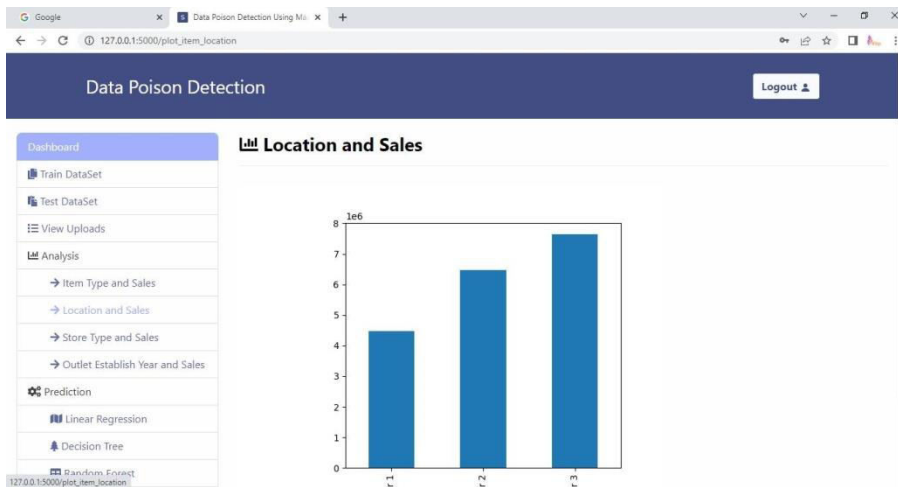 Google
Data Poison Detection Using Ma
127.0.0.1:5000/plot_item_location
Data Poison Detection
Logout
Dashboard
Train DataSet
Test DataSet
View Uploads
Analysis
Item Type and Sales
Location and Sales
Store Type and Sales
Outlet Establish Year and Sales
Prediction
Linear Regression
Decision Tree
Random Forest
127.0.0.1:5000/plot_item_location
Location and Sales
1e6
8
7
6
5
4
3
2
1
0
r 1
r 2
r 3